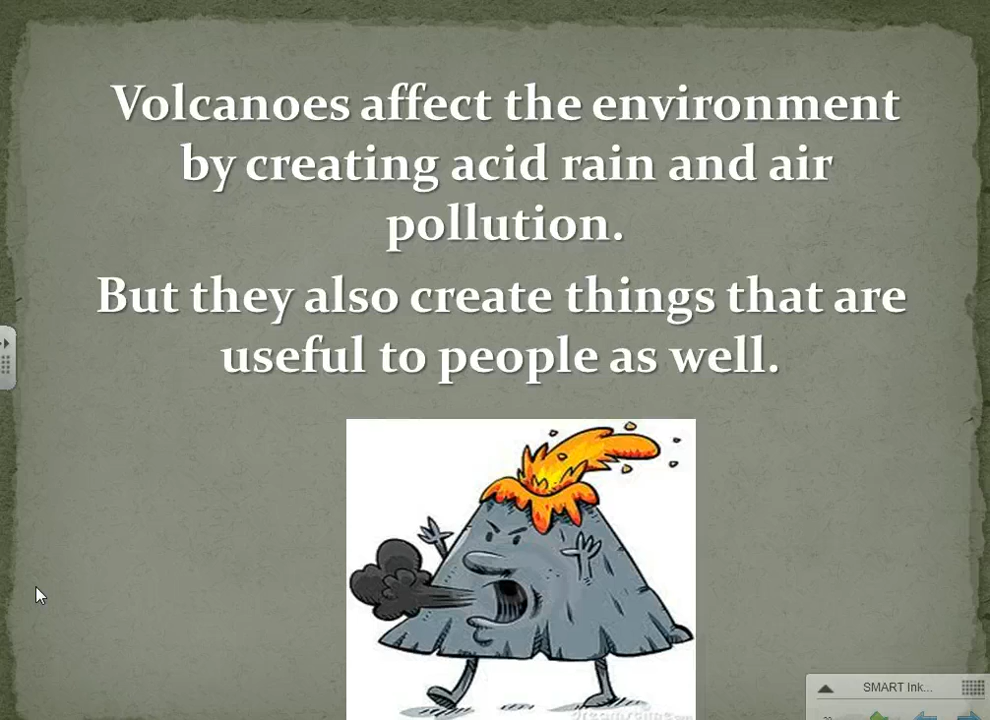 Volcanoes affect the environment
by creating acid rain and air
pollution.
But they also create things that are
useful to people as well.
dreamstime
SMART Ink...